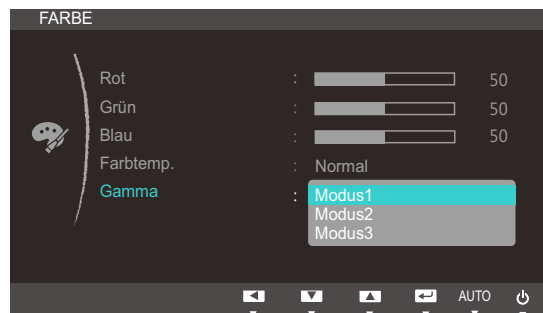 FARBE
Rot : 50
Grün : 50
Blau : 50
Farbtemp. : Normal
Gamma : Modus1
Modus2
Modus3
AUTO